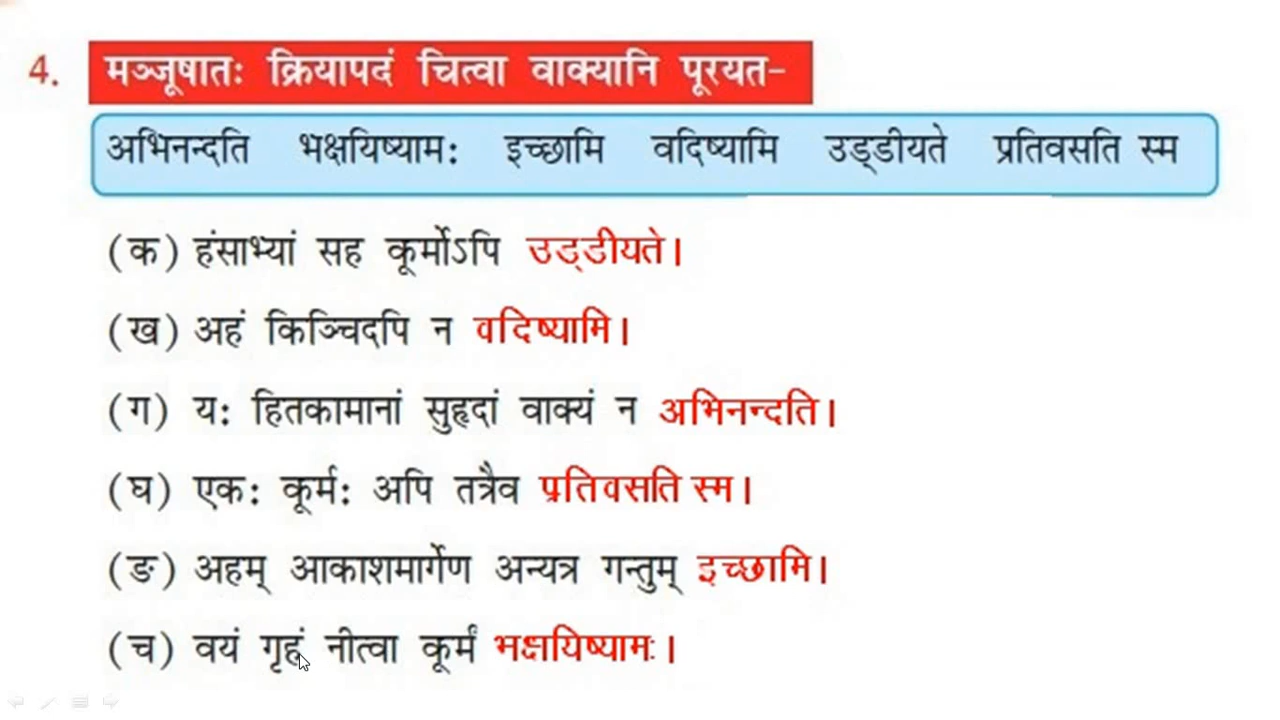 4. मञ्जूषातः क्रियापदं चित्वा वाक्यानि पूरयत-
अभिनन्दति भक्षयिष्यामः इच्छामि वदिष्यामि उड्डीयते प्रतिवसति स्म
(क) हंसाभ्यां सह कूर्मोऽपि उड्डीयते।
(ख) अहं किञ्चिदपि न वदिष्यामि।
(ग) यः हितकामानां सुहृदां वाक्यं न अभिनन्दति।
(घ) एकः कूर्मः अपि तत्रैव प्रतिवसति स्म।
(ङ) अहम् आकाशमार्गेण अन्यत्र गन्तुम् इच्छामि।
(च) वयं गृहं नीत्वा कूर्मं भक्षयिष्यामः।